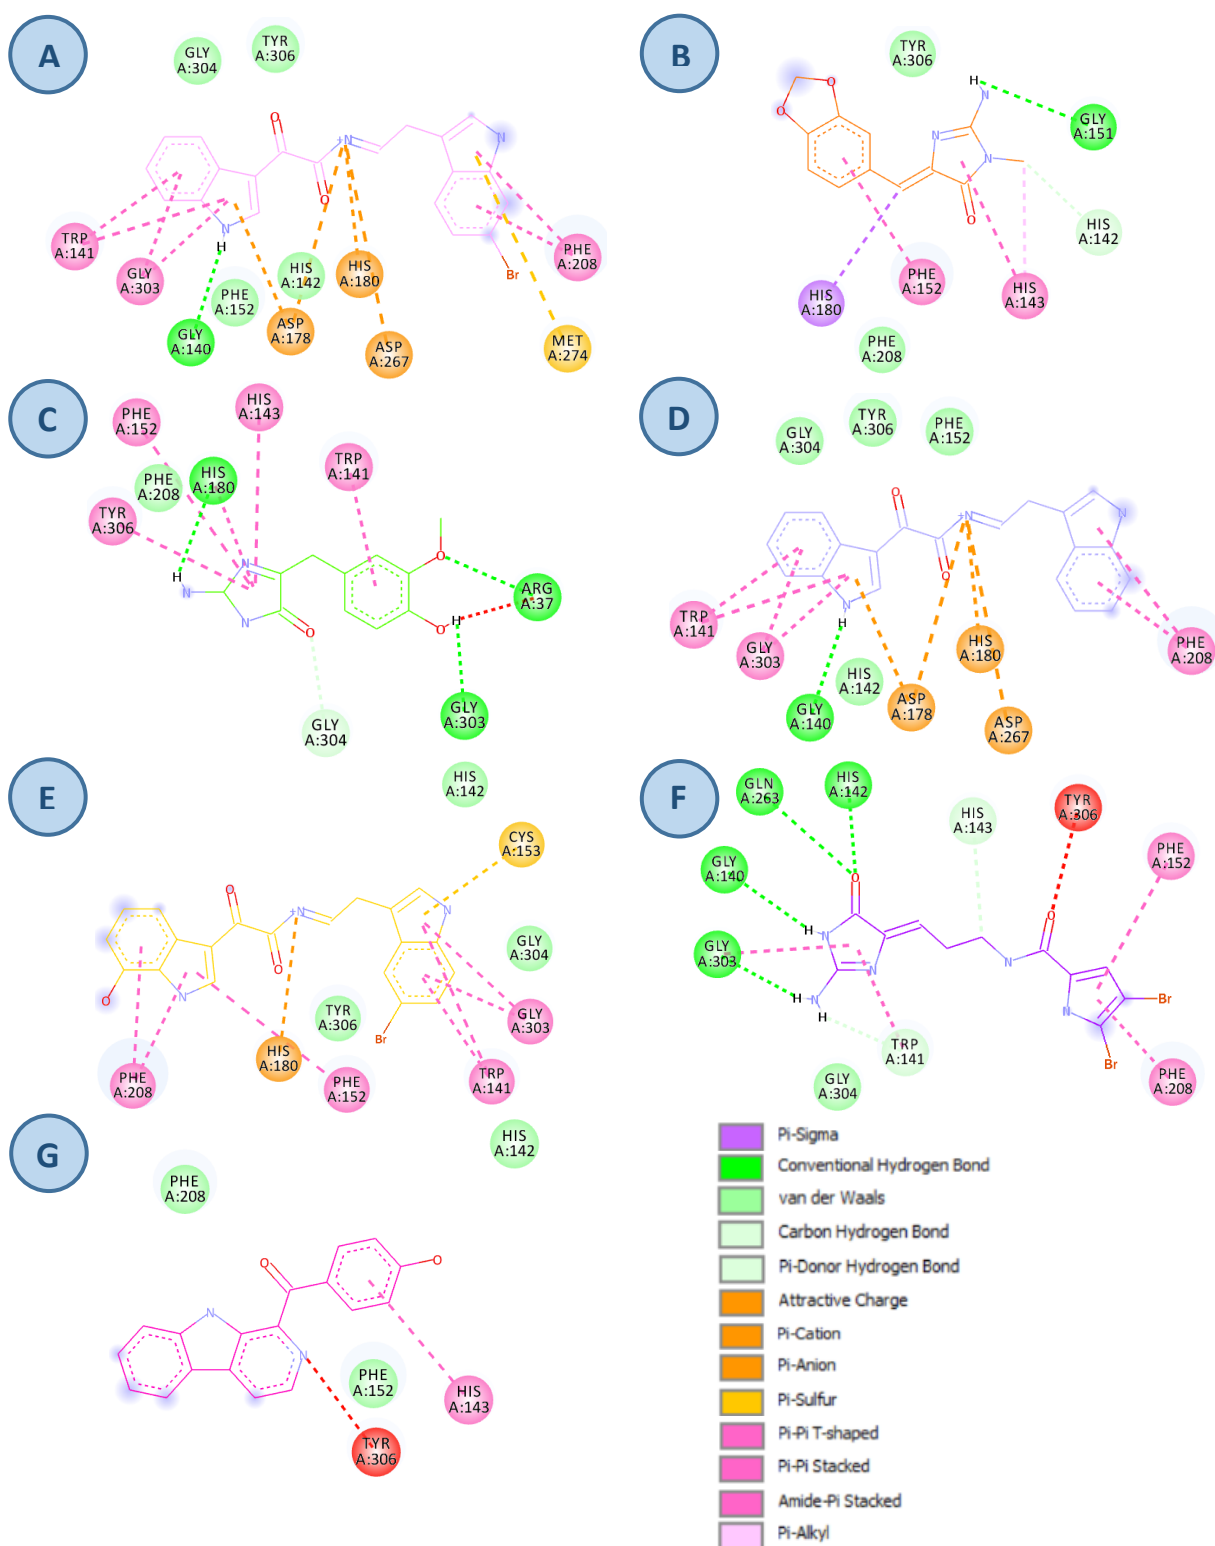 A
GLY
A:304
TYR
A:306
O
O
+N
N
N
H
Br
TRP
A:141
GLY
A:303
GLY
A:140
PHE
A:152
HIS
A:142
ASP
A:178
HIS
A:180
ASP
A:267
PHE
A:208
MET
A:274
B
TYR
A:306
O
O
H
N
N
N
O
GLY
A:151
HIS
A:142
HIS
A:143
PHE
A:152
HIS
A:180
PHE
A:208
C
PHE
A:152
HIS
A:143
PHE
A:208
HIS
A:180
TRP
A:141
TYR
A:306
H
N
N
N
O
O
O
H
ARG
A:37
GLY
A:304
GLY
A:303
D
GLY
A:304
TYR
A:306
PHE
A:152
O
O
+N
N
N
H
TRP
A:141
GLY
A:303
GLY
A:140
HIS
A:142
ASP
A:178
HIS
A:180
ASP
A:267
PHE
A:208
E
HIS
A:142
CYS
A:153
O
O
+N
N
N
O
Br
GLY
A:304
TYR
A:306
GLY
A:303
PHE
A:208
HIS
A:180
PHE
A:152
TRP
A:141
F
GLN
A:263
HIS
A:142
HIS
A:143
TYR
A:306
PHE
A:152
GLY
A:140
GLY
A:303
O
H
N
N
H
N
H
N
O
N
Br
Br
TRP
A:141
GLY
A:304
PHE
A:208
G
PHE
A:208
HIS
A:142
O
O
N
N
PHE
A:152
HIS
A:143
TYR
A:306
Pi-Sigma
Conventional Hydrogen Bond
van der Waals
Carbon Hydrogen Bond
Pi-Donor Hydrogen Bond
Attractive Charge
Pi-Cation
Pi-Anion
Pi-Sulfur
Pi-Pi T-shaped
Pi-Pi Stacked
Amide-Pi Stacked
Pi-Alkyl